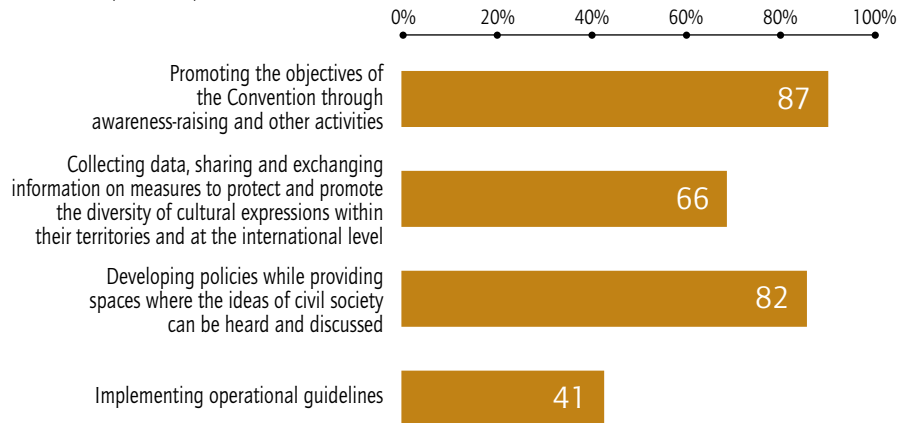 0% 20% 40% 60% 80% 100%
Promoting the objectives of
the Convention through
awareness-raising and other activities
87
Collecting data, sharing and exchanging
information on measures to protect and promote
the diversity of cultural expressions within
their territories and at the international level
66
Developing policies while providing
spaces where the ideas of civil society
can be heard and discussed
82
Implementing operational guidelines
41